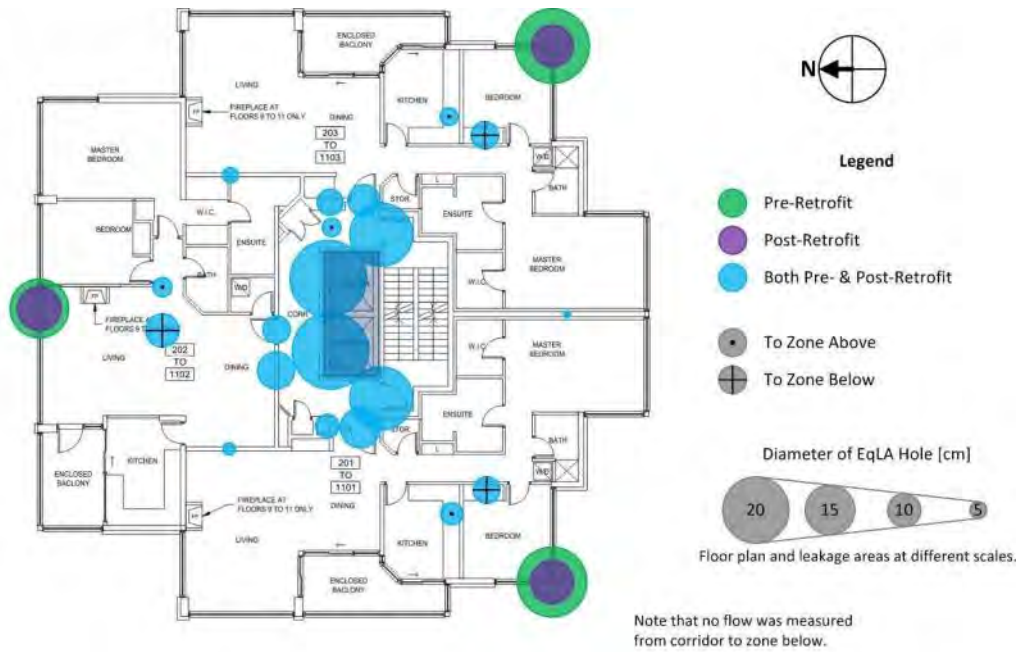 ENCLOSED
BACLONY
LIVING
KITCHEN
BEDROOM
FP
FIREPLACE AT
FLOORS 9 TO 11 ONLY
DINING
203
TO
1103
MASTER
BEDROOM
W/D
BATH
L
STOR.
W.I.C.
ENSUITE
ENSUITE
BEDROOM
BATH
W/D
W.I.C.
MASTER
BEDROOM
FP
FIREPLACE A
FLOORS 9 TO
CORR
LIVING
202
TO
1102
DINING
W.I.C.
MASTER
BEDROOM
ENSUITE
STOR.
L
BATH
W/D
ENCLOSED
BACLONY
KITCHEN
201
TO
1101
DINING
FP
FIREPLACE AT
FLOORS 9 TO 11 ONLY
LIVING
KITCHEN
BEDROOM
ENCLOSED
BACLONY
N
Legend
Pre-Retrofit
Post-Retrofit
Both Pre- & Post-Retrofit
To Zone Above
To Zone Below
Diameter of EqLA Hole [cm]
20 15 10 5
Floor plan and leakage areas at different scales.
Note that no flow was measured
from corridor to zone below.